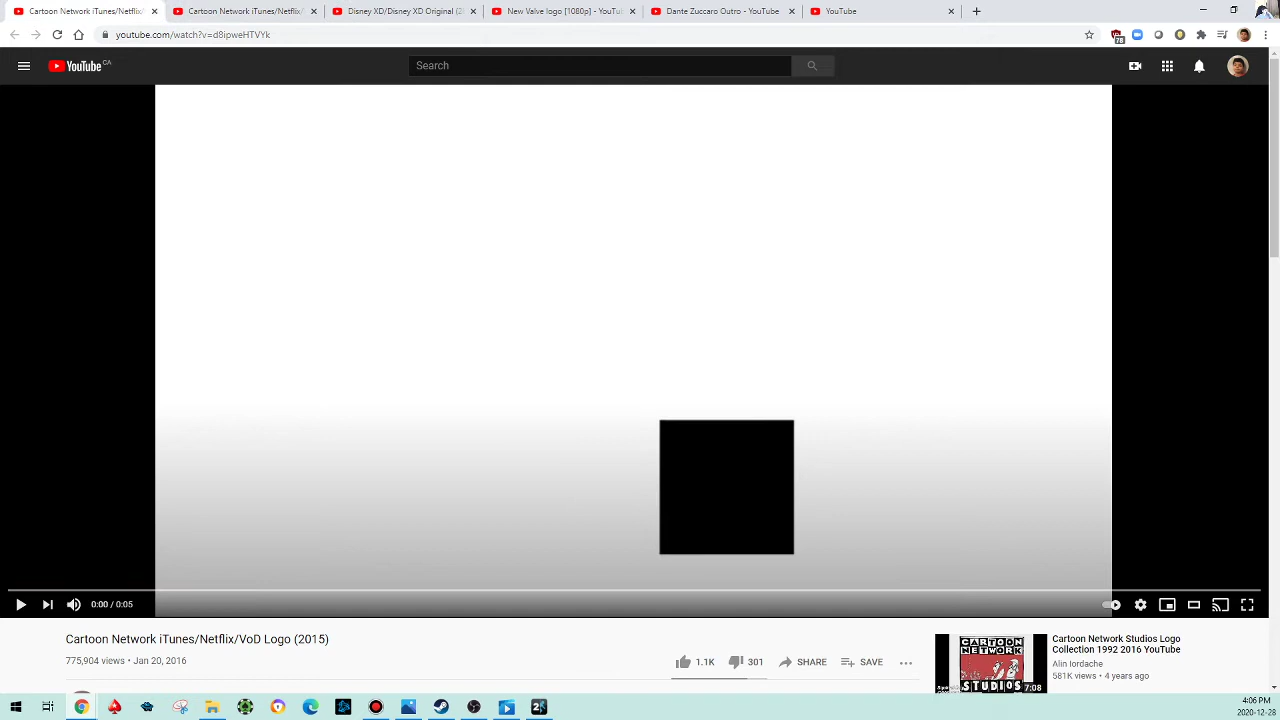 Cartoon Network iTunes/Netflix/ Cartoon Network iTunes/Netflix/ Disney XD/Disney XD Original New Valve logo [1080p] - YouTu Dante Zuccaro Outro - YouTube YouTube
youtube.com/watch?v=d8ipweHTVYk
78
YouTube CA
Search
0:00 / 0:05
Cartoon Network iTunes/Netflix/VoD Logo (2015)
775,904 views • Jan 20, 2016
1.1K 301 SHARE SAVE
CARTOON
NETWORK
STUDIOS
7:08
Cartoon Network Studios Logo
Collection 1992 2016 YouTube
Alin Iordache
581K views • 4 years ago
4:06 PM
2020-12-28